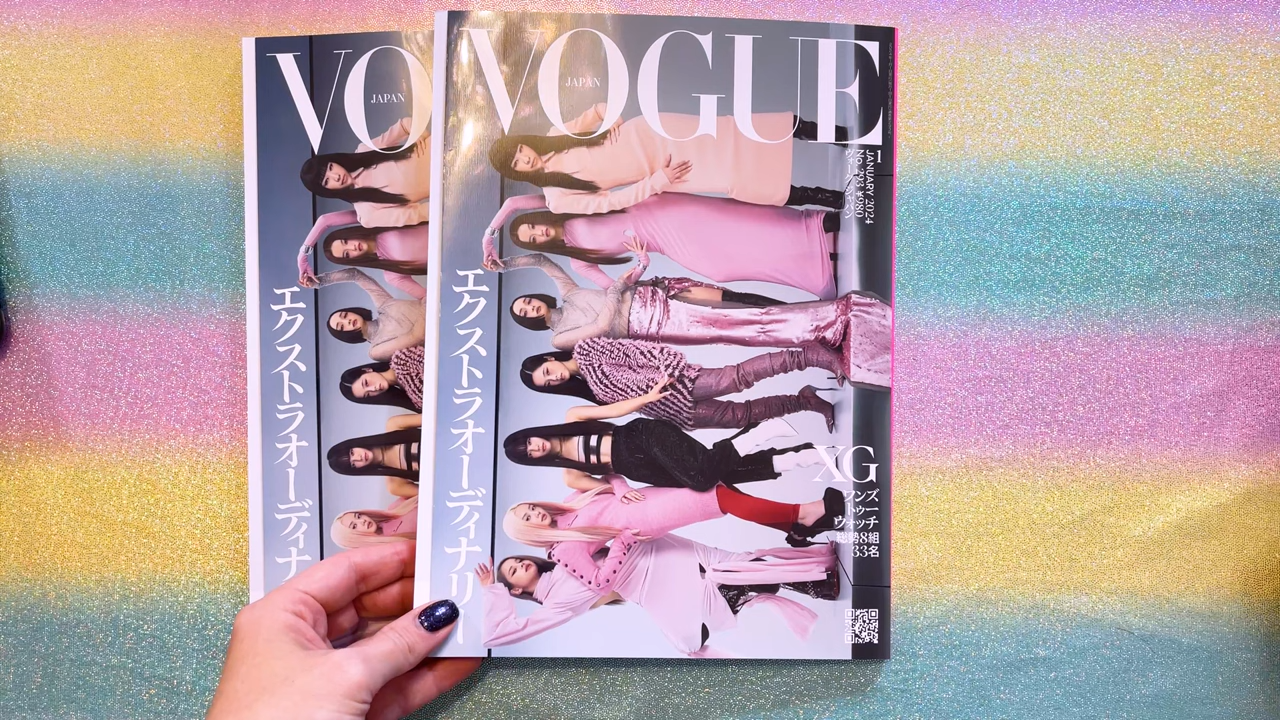 VO
JAPAN
エクストラオーディナ
VOGUE
JAPAN
1
JANUARY 2024
No.293 ¥980
ヴォーグ ジャパン
エクストラオーディナリー
XG
ワンズ
トゥー
ウォッチ
総勢8組
33名